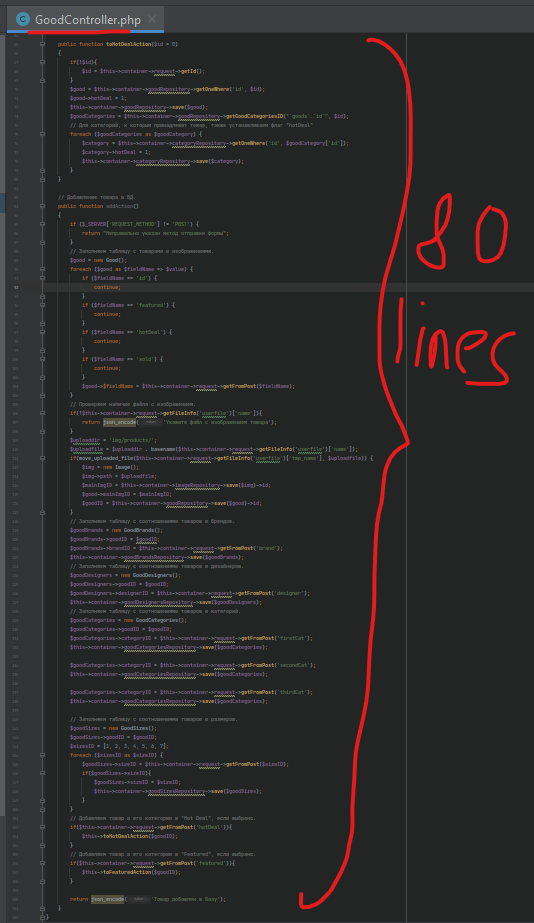 GoodController.php
public function toHotDealAction($id = 0)
{
if(!$id){
$id = $this->container->request->getId();
}
$good = $this->container->goodRepository->getOneWhere('id', $id);
$good->hotDeal = 1;
$this->container->goodRepository->save($good);
$goodCategories = $this->container->goodRepository->getGoodCategoriesID("`goods`.`id`", $id);
// Для категорий, к которым принадлежит товар, также устанавливаем флаг "hotDeal"
foreach ($goodCategories as $goodCategory) {
$category = $this->container->categoryRepository->getOneWhere('id', $goodCategory['id']);
$category->hotDeal = 1;
$this->container->categoryRepository->save($category);
}
}
// Добавление товара в БД.
public function addAction()
{
if ($_SERVER['REQUEST_METHOD'] != 'POST') {
return "Неправильно указан метод отправки формы";
}
// Заполняем таблицу с товарами и изображениями.
$good = new Good();
foreach ($good as $fieldName => $value) {
if ($fieldName == 'id') {
continue;
}
if ($fieldName == 'featured') {
continue;
}
if ($fieldName == 'hotDeal') {
continue;
}
if ($fieldName == 'sold') {
continue;
}
$good->$fieldName = $this->container->request->getFromPost($fieldName);
}
// Проверяем наличие файла с изображением.
if(!$this->container->request->getFileInfo('userfile')['name']){
return json_encode('Укажите файл с изображением товара');
}
$uploaddir = 'img/products/';
$uploadfile = $uploaddir . basename($this->container->request->getFileInfo('userfile')['name']);
if(move_uploaded_file($this->container->request->getFileInfo('userfile')['tmp_name'], $uploadfile)) {
$img = new Image();
$img->path = $uploadfile;
$mainImgID = $this->container->imageRepository->save($img)->id;
$good->mainImgID = $mainImgID;
$goodID = $this->container->goodRepository->save($good)->id;
}
// Заполняем таблицу с соотношениями товаров и брендов.
$goodBrands = new GoodBrands();
$goodBrands->goodID = $goodID;
$goodBrands->brandID = $this->container->request->getFromPost('brand');
$this->container->goodBrandsRepository->save($goodBrands);
// Заполняем таблицу с соотношениями товаров и дизайнеров.
$goodDesigners = new GoodDesigners();
$goodDesigners->goodID = $goodID;
$goodDesigners->designerID = $this->container->request->getFromPost('designer');
$this->container->goodDesignersRepository->save($goodDesigners);
// Заполняем таблицу с соотношениями товаров и категорий.
$goodCategories = new GoodCategories();
$goodCategories->goodID = $goodID;
$goodCategories->categoryID = $this->container->request->getFromPost('firstCat');
$this->container->goodCategoriesRepository->save($goodCategories);
$goodCategories->categoryID = $this->container->request->getFromPost('secondCat');
$this->container->goodCategoriesRepository->save($goodCategories);
$goodCategories->categoryID = $this->container->request->getFromPost('thirdCat');
$this->container->goodCategoriesRepository->save($goodCategories);
// Заполняем таблицу с соотношениями товаров и размеров.
$goodSizes = new GoodSizes();
$goodSizes->goodID = $goodID;
$sizesID = [1, 2, 3, 4, 5, 6, 7];
foreach ($sizesID as $sizeID) {
$goodSizes->sizeID = $this->container->request->getFromPost($sizeID);
if($goodSizes->sizeID){
$goodSizes->sizeID = $sizeID;
$this->container->goodSizesRepository->save($goodSizes);
}
}
// Добавляем товар и его категории в "Hot Deal", если выбрано.
if($this->container->request->getFromPost('hotDeal')){
$this->toHotDealAction($goodID);
}
// Добавляем товар и его категории в "Featured", если выбрано.
if($this->container->request->getFromPost('featured')){
$this->toFeaturedAction($goodID);
}
return json_encode('Товар добавлен в базу');
}
}
80
lines